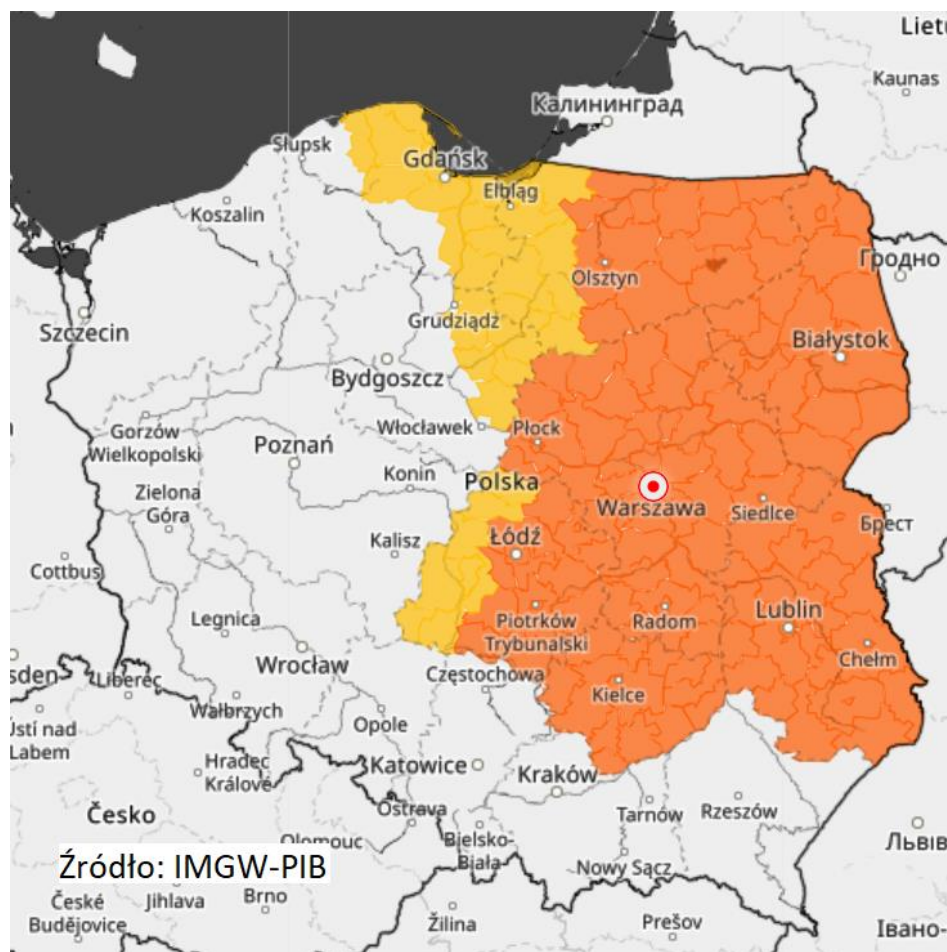 Lietu
Kaunas
Калининград
Słupsk
Gdańsk
Elbląg
Koszalin
Гродно
Olsztyn
Szczecin
Grudziądz
Białystok
Bydgoszcz
Włocławek
Płock
Gorzów
Wielkopolski
Poznań
Konin
Polska
Zielona
Góra
Warszawa
Siedlce
Брест
Kalisz
Łódź
Cottbus
Legnica
Piotrków
Trybunalski
Radom
Lublin
Wrocław
Chełm
sden
Liberec
Częstochowa
Kielce
Wałbrzych
Ústí nad
Labem
Opole
Hradec
Králové
Katowice
Kraków
Česko
Ostrava
Tarnów
Rzeszów
Olomouc
Bielsko-
Biała
Львів
Nowy Sącz
Źródło: IMGW-PIB
České
Budějovice
Jihlava
Brno
Žilina
Prešov
Івано-